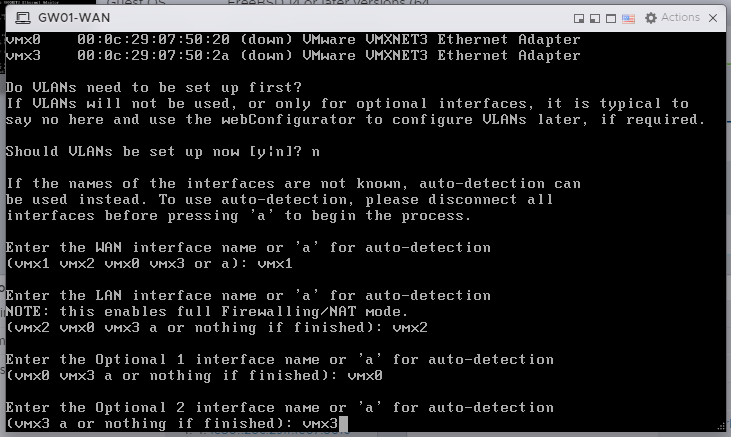 GW01-WAN
Actions
vmx0 00:0c:29:07:50:20 (down) VMware VMXNET3 Ethernet Adapter
vmx3 00:0c:29:07:50:2a (down) VMware VMXNET3 Ethernet Adapter
Do VLANs need to be set up first?
If VLANs will not be used, or only for optional interfaces, it is typical to
say no here and use the webConfigurator to configure VLANs later, if required.
Should VLANs be set up now [y|n]? n
If the names of the interfaces are not known, auto-detection can
be used instead. To use auto-detection, please disconnect all
interfaces before pressing 'a' to begin the process.
Enter the WAN interface name or 'a' for auto-detection
(vmx1 vmx2 vmx0 vmx3 or a): vmx1
Enter the LAN interface name or 'a' for auto-detection
NOTE: this enables full Firewalling/NAT mode.
(vmx2 vmx0 vmx3 a or nothing if finished): vmx2
Enter the Optional 1 interface name or 'a' for auto-detection
(vmx0 vmx3 a or nothing if finished): vmx0
Enter the Optional 2 interface name or 'a' for auto-detection
(vmx3 a or nothing if finished): vmx3